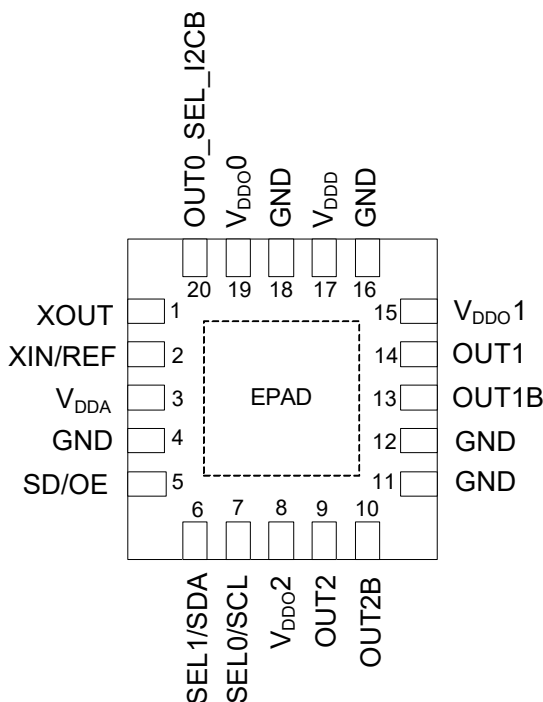 OUT0_SEL_I2CB
VDDO0
GND
VDDD
GND
20 19 18 17 16
XOUT 1
XIN/REF 2
VDDA 3
GND 4
SD/OE 5
EPAD
15 VDDO1
14 OUT1
13 OUT1B
12 GND
11 GND
6 7 8 9 10
SEL1/SDA
SEL0/SCL
VDDO2
OUT2
OUT2B